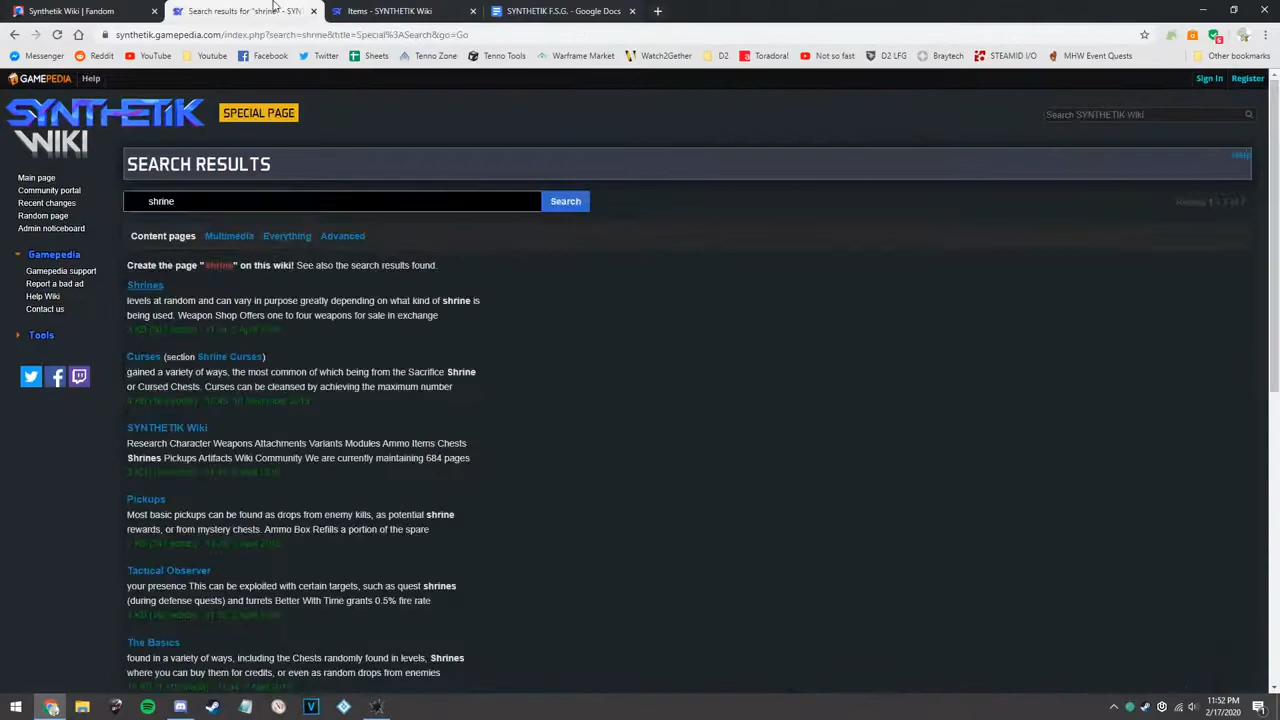 Synthetik Wiki | Fandom
Search results for "shrine" - SYN
Items - SYNTHETIK Wiki
SYNTHETIK F.S.G. - Google Docs
synthetik.gamepedia.com/index.php?search=shrine&title=Special%3ASearch&go=Go
Messenger Reddit YouTube Youtube Facebook Twitter Sheets Tenno Zone Tenno Tools Warframe Market Watch2Gether D2 Toradoral Not so fast D2 LFG Braytech STEAMID I/O MHW Event Quests Other bookmarks
GAMEPEDIA Help Sign In Register
SYNTHETIK
WIKI
SPECIAL PAGE
Search SYNTHETIK Wiki
Main page
Community portal
Recent changes
Random page
Admin noticeboard
Gamepedia
Gamepedia support
Report a bad ad
Help Wiki
Contact us
Tools
SEARCH RESULTS
Help
shrine
Search
Content pages Multimedia Everything Advanced
Create the page "shrine" on this wiki! See also the search results found.
Shrines
levels at random and can vary in purpose greatly depending on what kind of shrine is
being used. Weapon Shop Offers one to four weapons for sale in exchange
Curses (section Shrine Curses)
gained a variety of ways, the most common of which being from the Sacrifice Shrine
or Cursed Chests. Curses can be cleansed by achieving the maximum number
SYNTHETIK Wiki
Research Character Weapons Attachments Variants Modules Ammo Items Chests
Shrines Pickups Artifacts Wiki Community We are currently maintaining 684 pages
Pickups
Most basic pickups can be found as drops from enemy kills, as potential shrine
rewards, or from mystery chests. Ammo Box Refills a portion of the spare
Tactical Observer
your presence This can be exploited with certain targets, such as quest shrines
(during defense quests) and turrets Better With Time grants 0.5% fire rate
The Basics
found in a variety of ways, including the Chests randomly found in levels, Shrines
where you can buy them for credits, or even as random drops from enemies
11:52 PM
2/17/2020